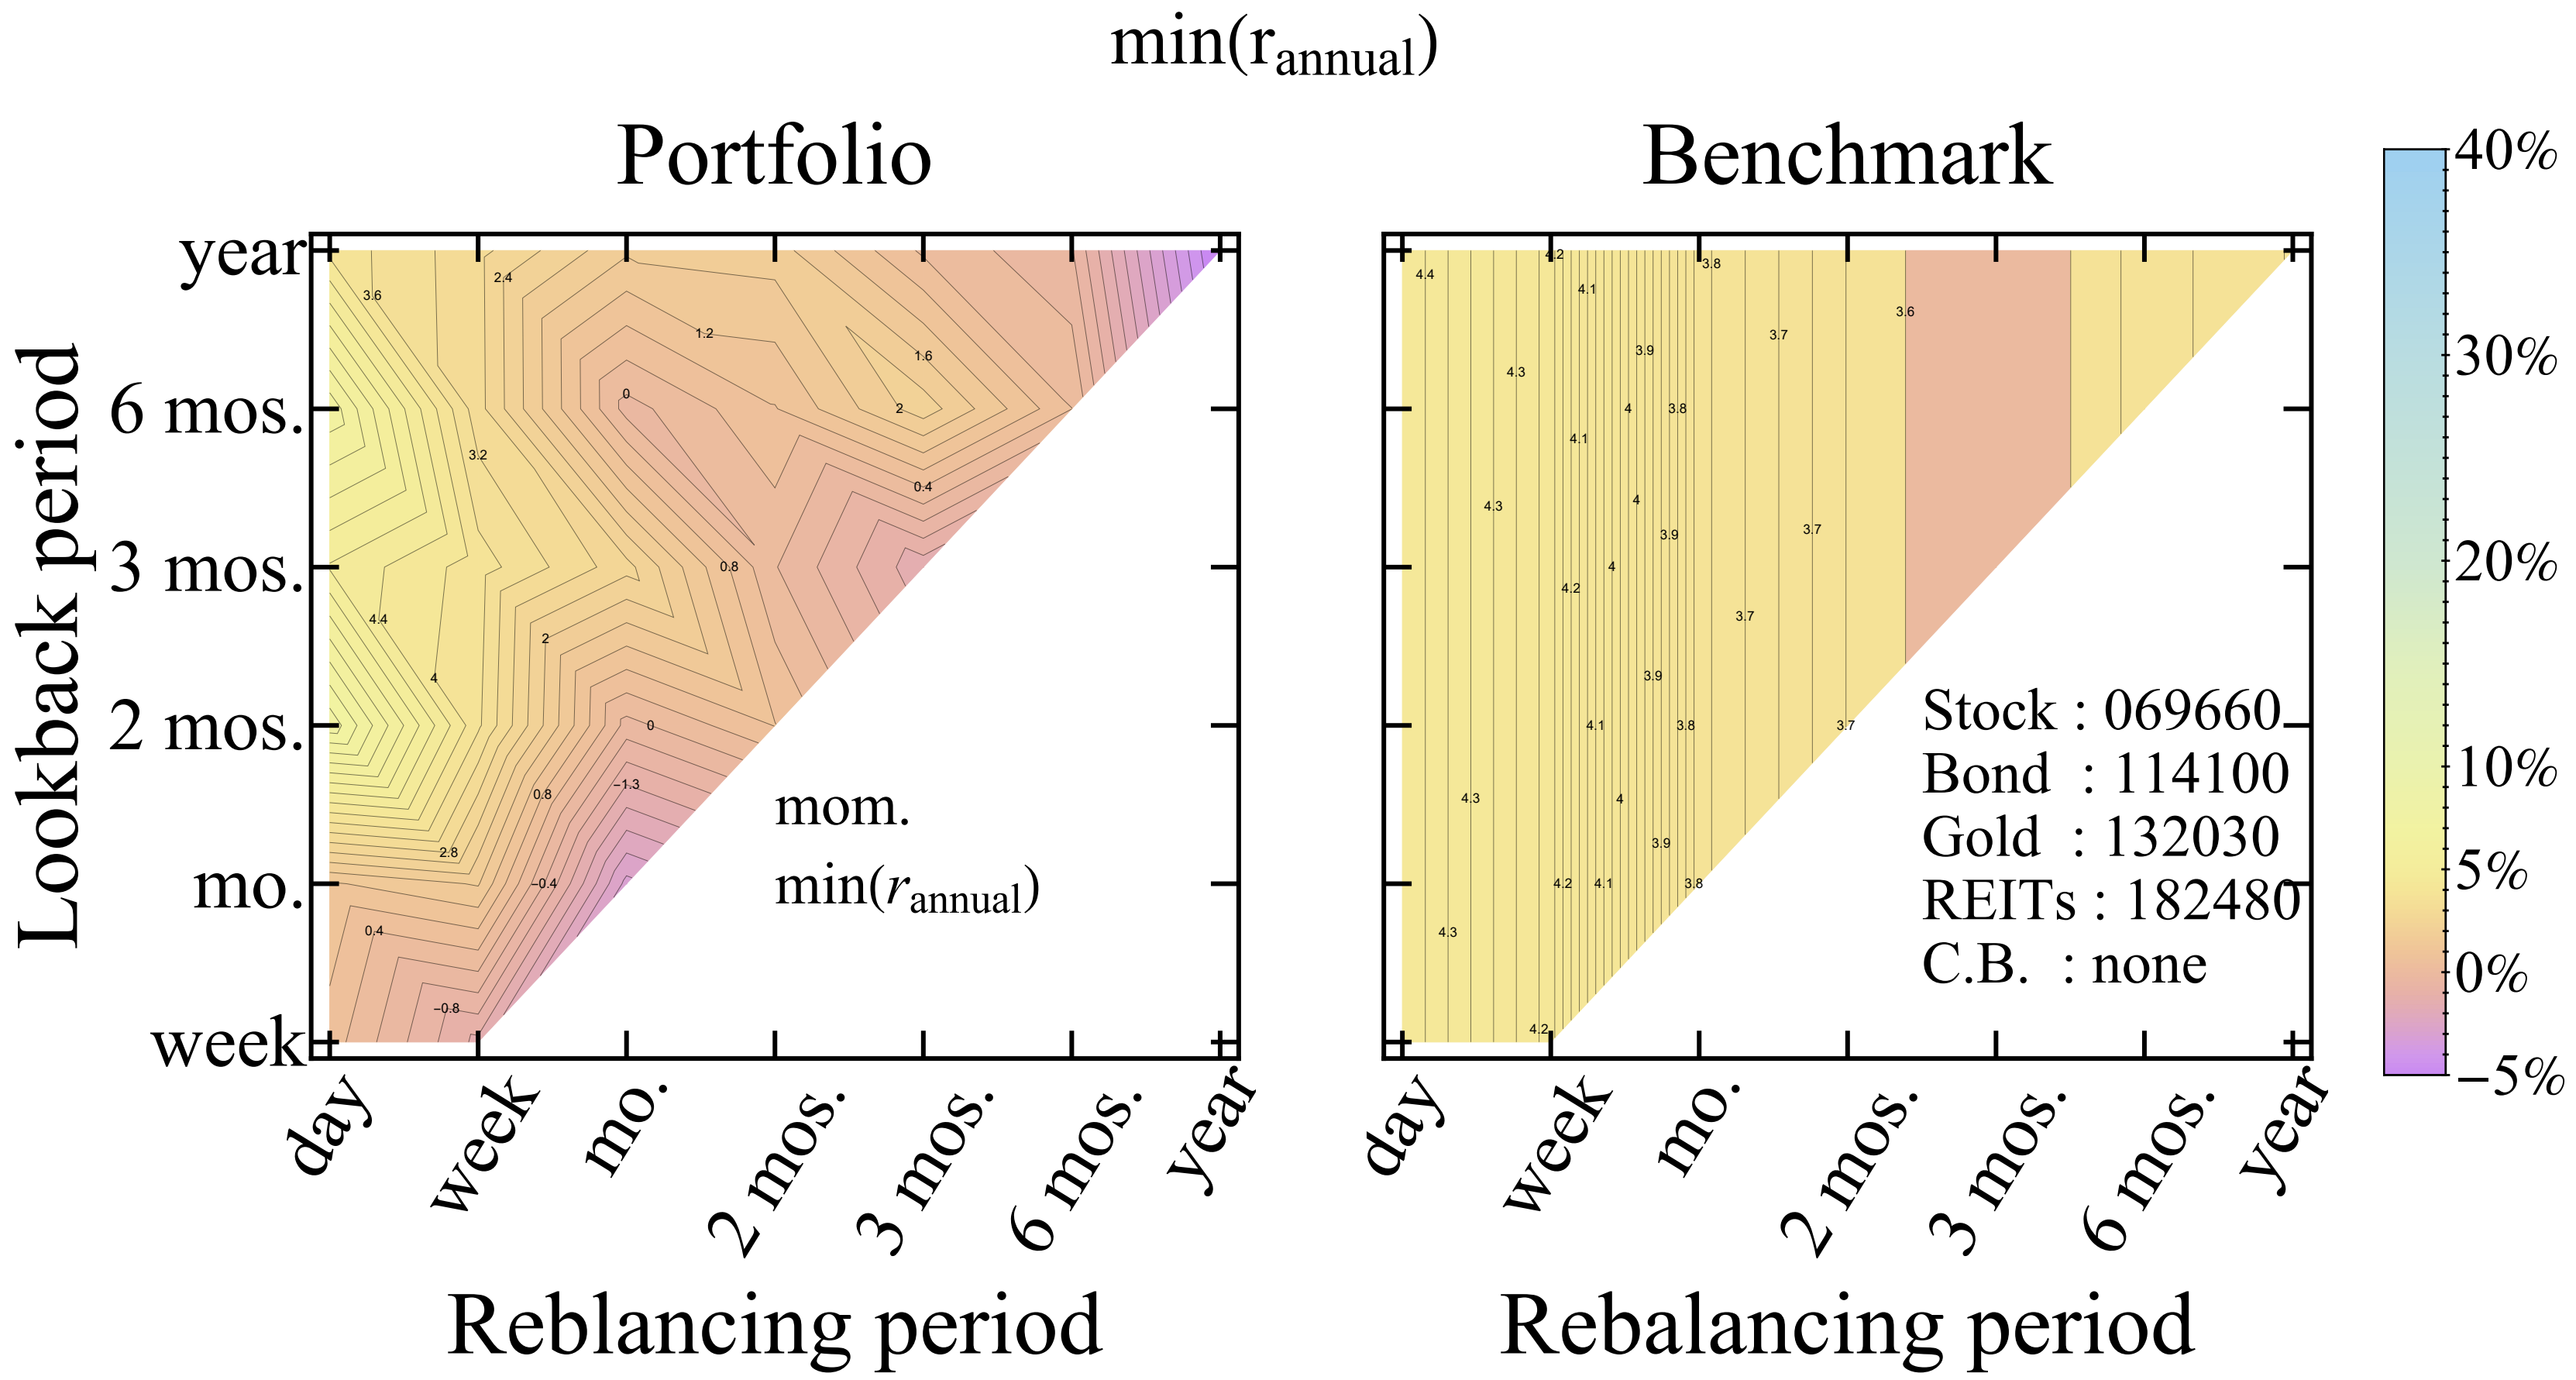 min(r_annual)
Portfolio
Benchmark
Lookback period
year
6 mos.
3 mos.
2 mos.
mo.
week
3.6
2.4
1.2
1.6
0
2
3.2
0.4
0.8
4.4
2
4
0
−1.3
0.8
2.8
−0.4
0.4
−0.8
mom.
min(r_annual)
day
week
mo.
2 mos.
3 mos.
6 mos.
year
Reblancing period
4.2
3.8
4.4
4.1
3.6
3.7
3.9
4.3
4
3.8
4.1
4
4.3
3.7
3.9
4
4.2
3.7
3.9
4.1
3.8
3.7
4.3
4
3.9
4.2
4.1
3.8
4.3
4.2
Stock : 069660
Bond : 114100
Gold : 132030
REITs : 182480
C.B. : none
day
week
mo.
2 mos.
3 mos.
6 mos.
year
Rebalancing period
40%
30%
20%
10%
5%
0%
−5%